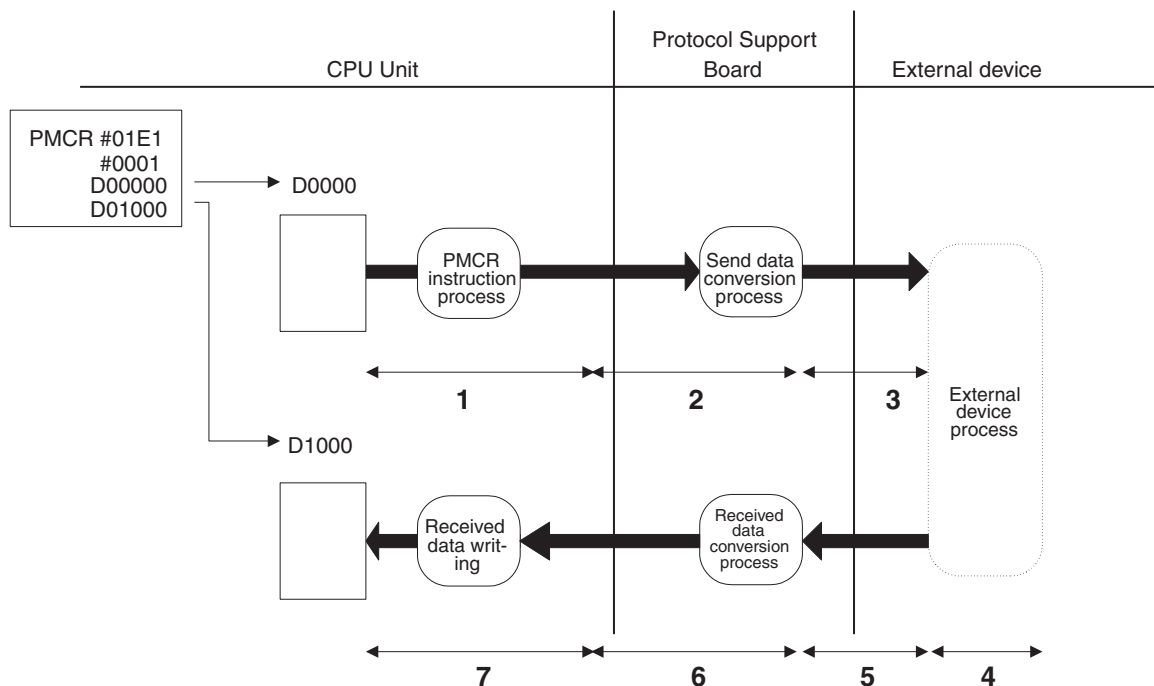 CPU Unit
Protocol Support
Board
External device
PMCR #01E1
#0001
D00000
D01000
D0000
PMCR
instruction
process
Send data
conversion
process
1
2
3
External
device
process
D1000
Received
data writ-
ing
Received
data
conversion
process
7
6
5
4